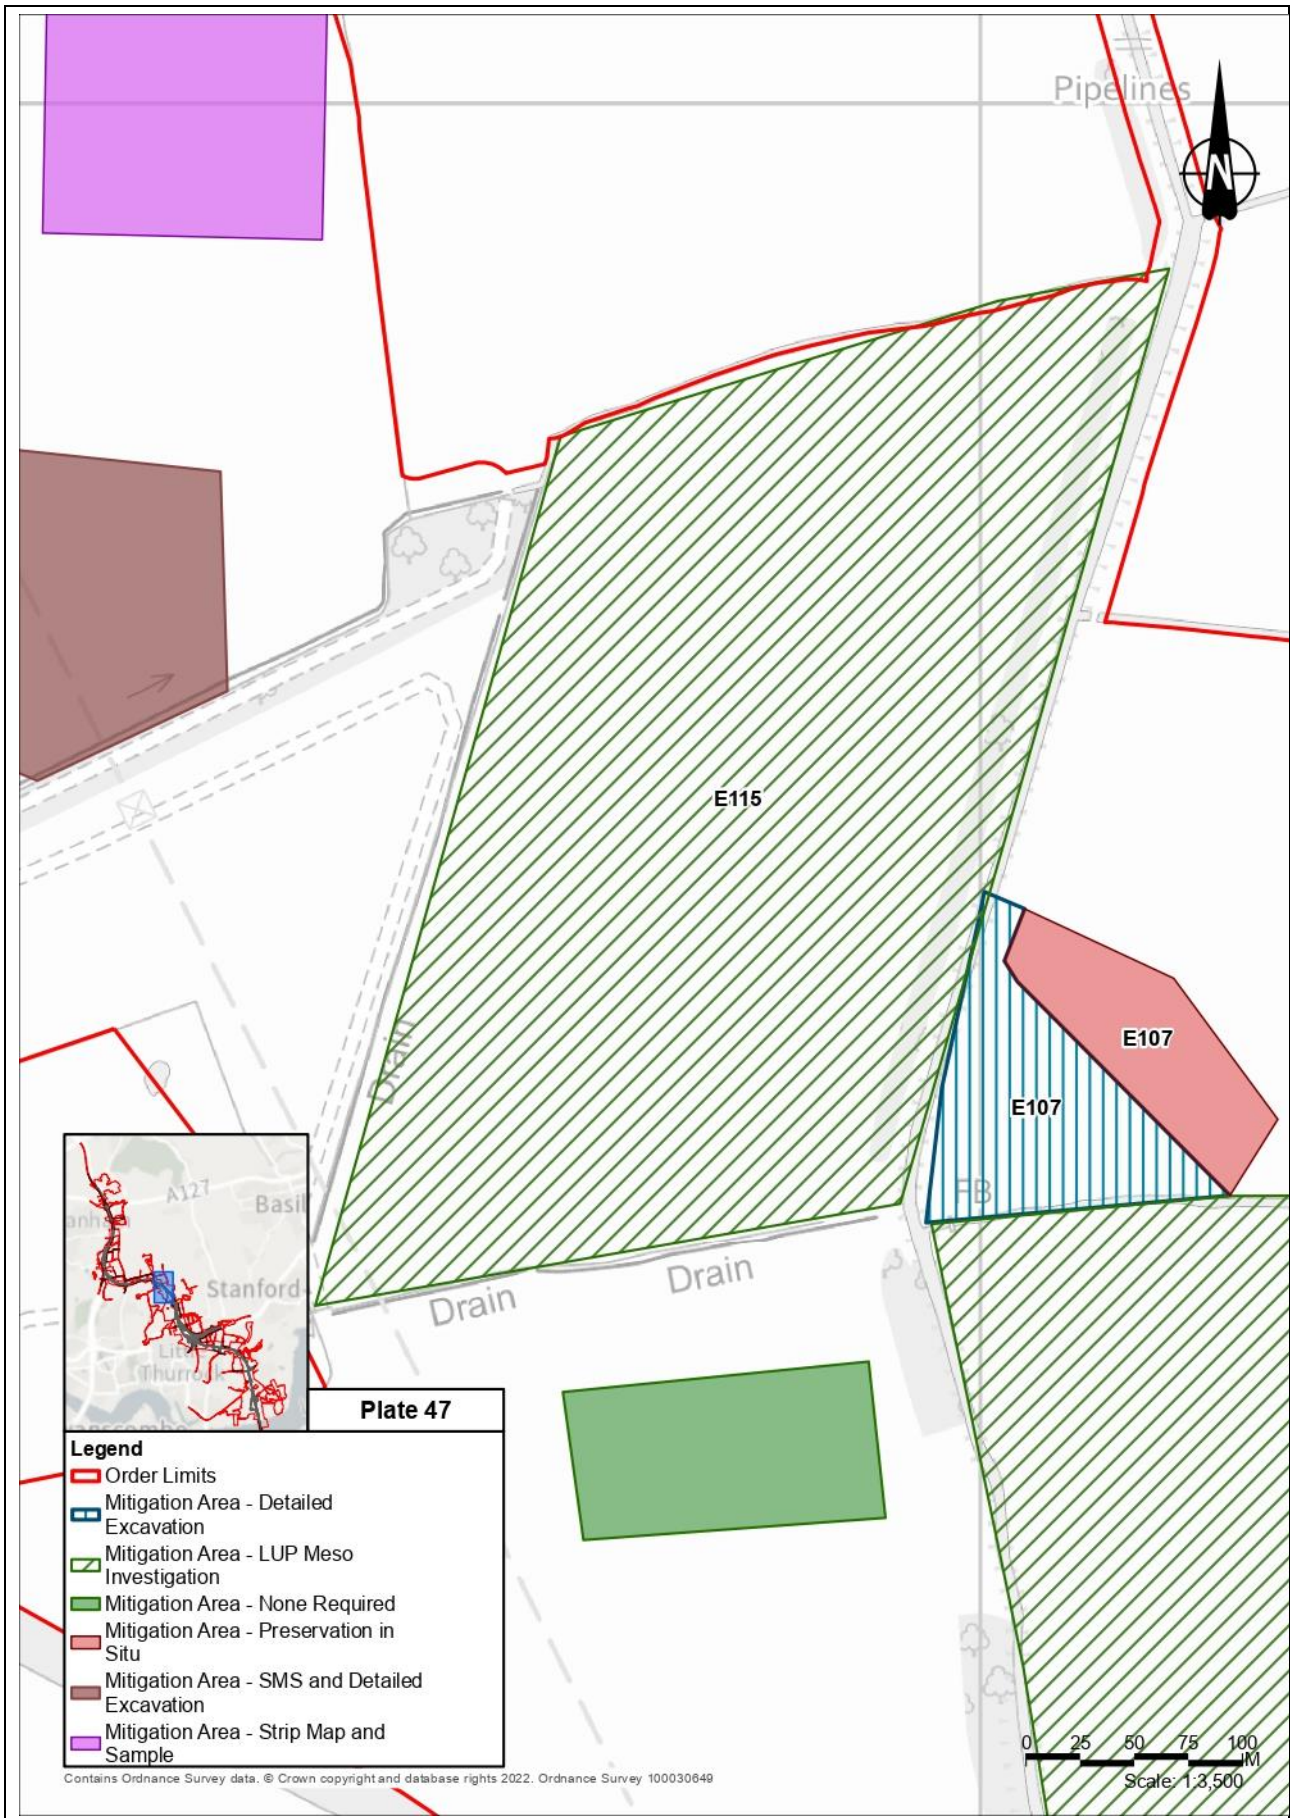 Pipelines
N
E115
E107
E107
Drain
FB
Drain
Drain
A127
Basil
Stanford
Thurrock
Plate 47
Legend
Order Limits
Mitigation Area - Detailed
Excavation
Mitigation Area - LUP Meso
Investigation
Mitigation Area - None Required
Mitigation Area - Preservation in
Situ
Mitigation Area - SMS and Detailed
Excavation
Mitigation Area - Strip Map and
Sample
0 25 50 75 100
M
Scale: 1:3,500
Contains Ordnance Survey data. © Crown copyright and database rights 2022. Ordnance Survey 100030649